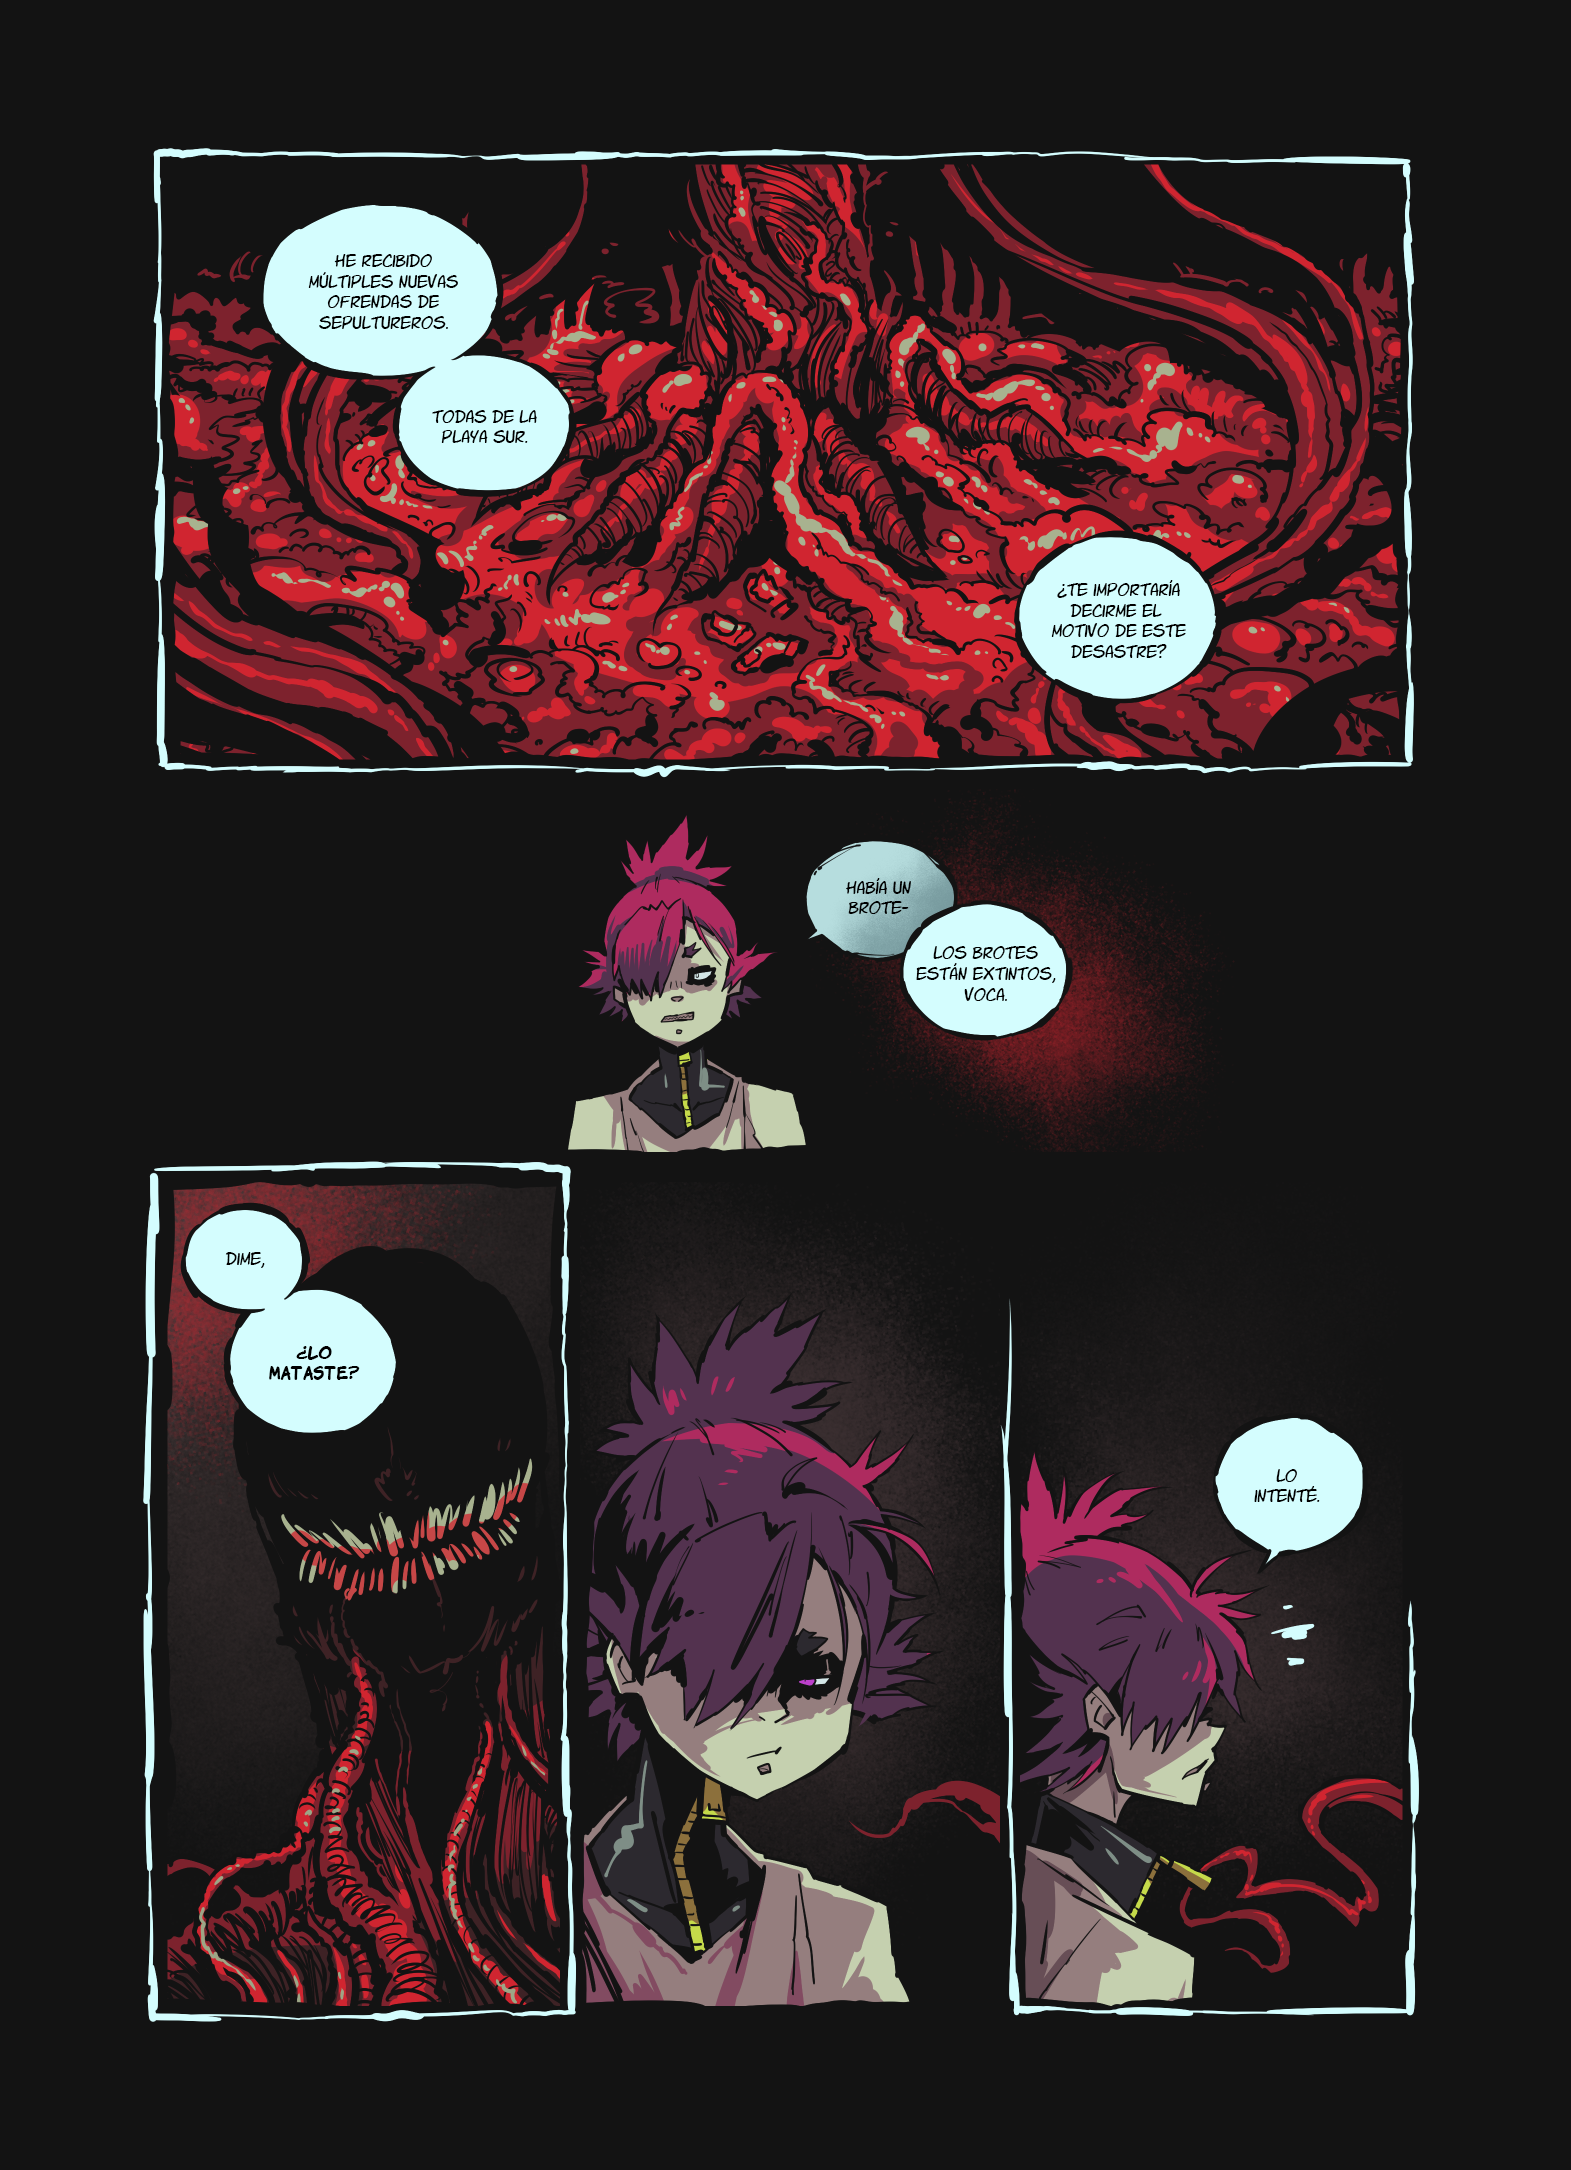 HE RECIBIDO
MÚLTIPLES NUEVAS
OFRENDAS DE
SEPULTUREROS.
TODAS DE LA
PLAYA SUR.
¿TE IMPORTARÍA
DECIRME EL
MOTIVO DE ESTE
DESASTRE?
HABÍA UN
BROTE-
LOS BROTES
ESTÁN EXTINTOS,
VOCA.
DIME,
¿LO
MATASTE?
LO
INTENTÉ.